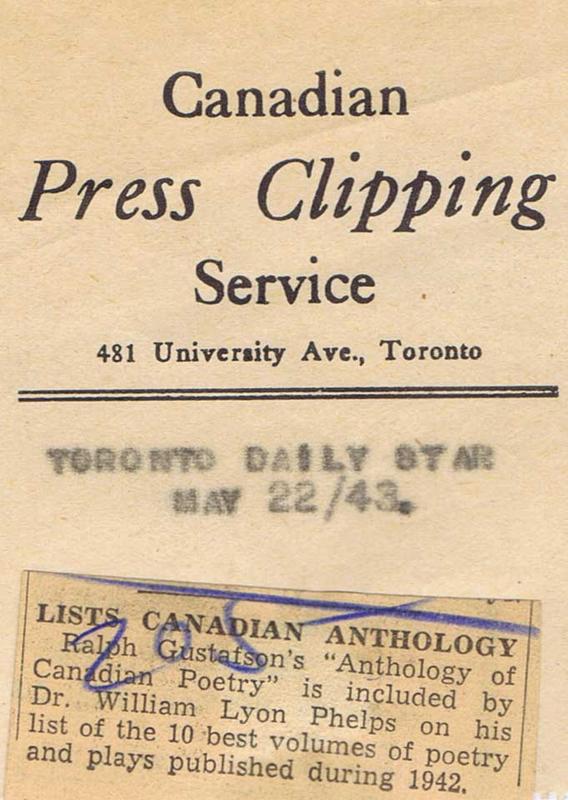 Canadian
Press Clipping
Service
481 University Ave., Toronto
TORONTO DAILY STAR
MAY 22/43.
LISTS CANADIAN ANTHOLOGY
Ralph Gustafson's "Anthology of
Canadian Poetry" is included by
Dr. William Lyon Phelps on his
list of the 10 best volumes of poetry
and plays published during 1942.